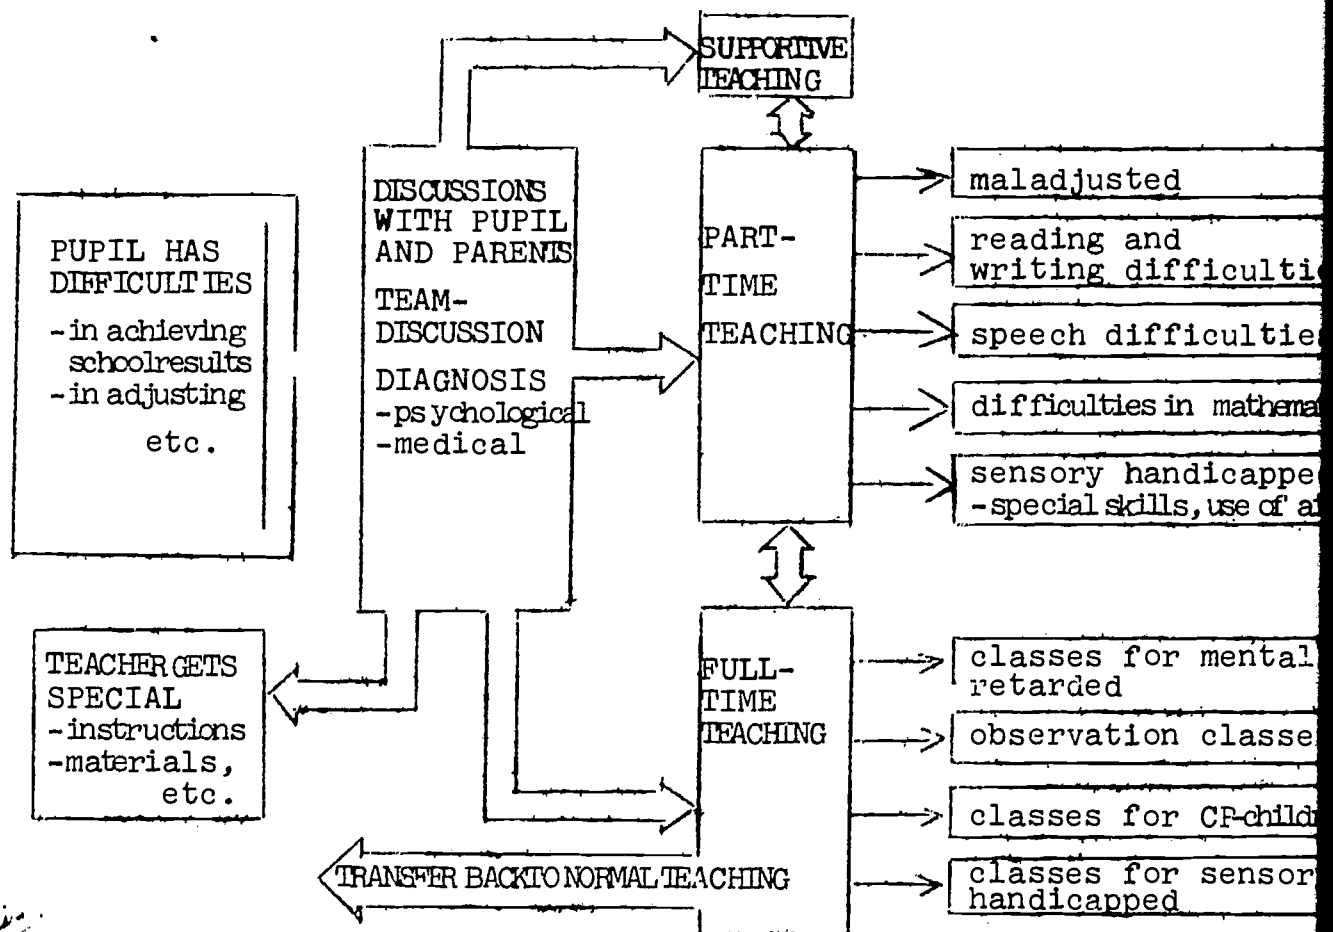 SUPPORTIVE
TEACHING
PUPIL HAS
DIFFICULTIES
-in achieving
schoolresults
-in adjusting
etc.
DISCUSSIONS
WITH PUPIL
AND PARENTS
TEAM-
DISCUSSION
DIAGNOSIS
-psychological
-medical
PART-
TIME
TEACHING
maladjusted
reading and
writing difficultie
speech difficultie
difficulties in mathema
sensory handicappe
-special skills, use of a
TEACHER GETS
SPECIAL
-instructions
-materials,
etc.
FULL-
TIME
TEACHING
classes for mental
retarded
observation classe
classes for CP-child
classes for sensor
handicapped
TRANSFER BACK TO NORMAL TEACHING